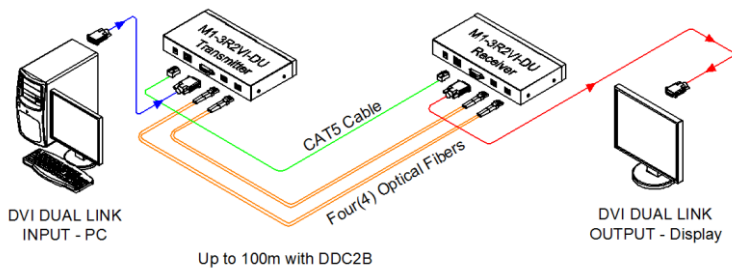 M1-3R2VI-DU
Transmitter
M1-3R2VI-DU
Receiver
CAT5 Cable
Four(4) Optical Fibers
DVI DUAL LINK
INPUT - PC
DVI DUAL LINK
OUTPUT - Display
Up to 100m with DDC2B